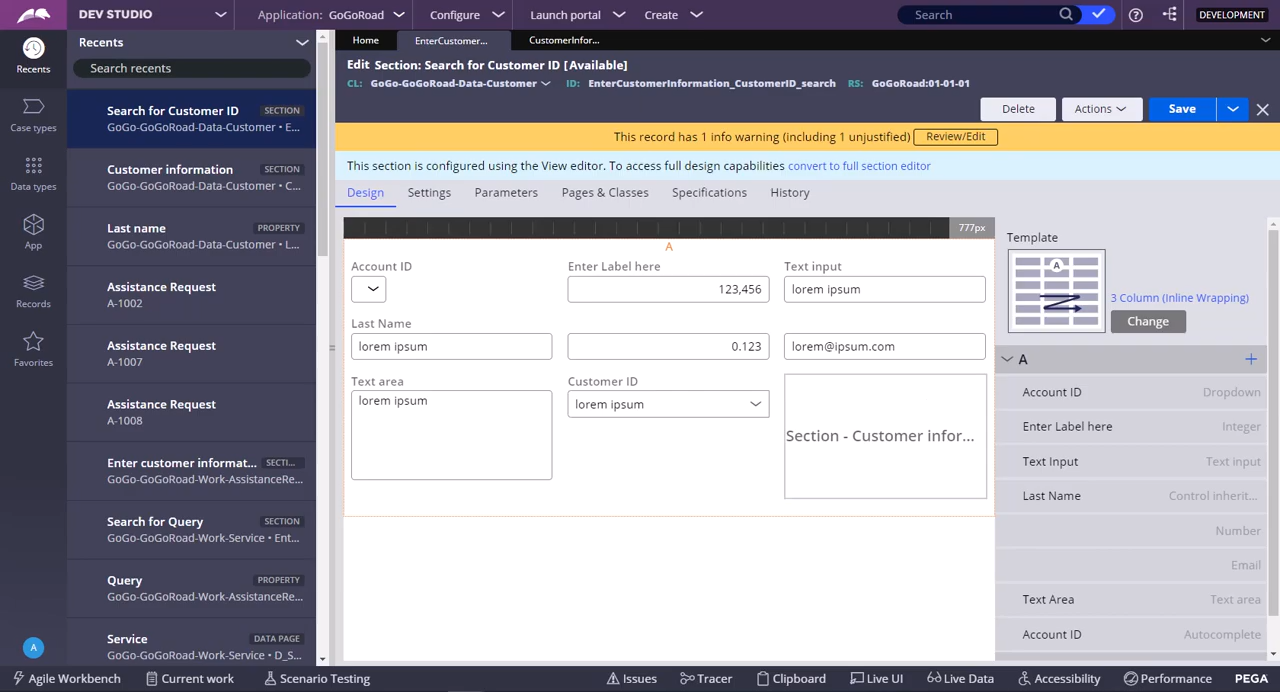 DEV STUDIO
Application: GoGoRoad
Configure
Launch portal
Create
Search
DEVELOPMENT
Recents
Case types
Data types
App
Records
Favorites
A
Recents
Search recents
Search for Customer ID SECTION
GoGo-GoGoRoad-Data-Customer • E...
Customer information SECTION
GoGo-GoGoRoad-Data-Customer • C...
Last name PROPERTY
GoGo-GoGoRoad-Data-Customer • L...
Assistance Request
A-1002
Assistance Request
A-1007
Assistance Request
A-1008
Enter customer informat... SECTI...
GoGo-GoGoRoad-Work-AssistanceRe...
Search for Query SECTION
GoGo-GoGoRoad-Work-Service • Ent...
Query PROPERTY
GoGo-GoGoRoad-Work-AssistanceRe...
Service DATA PAGE
GoGo-GoGoRoad-Work-Service • D_S...
Home
EnterCustomer...
CustomerInfor...
Edit Section: Search for Customer ID [Available]
CL: GoGo-GoGoRoad-Data-Customer ID: EnterCustomerInformation_CustomerID_search RS: GoGoRoad:01-01-01
Delete
Actions
Save
This record has 1 info warning (including 1 unjustified) Review/Edit
This section is configured using the View editor. To access full design capabilities convert to full section editor
Design
Settings
Parameters
Pages & Classes
Specifications
History
777px
A
Account ID
Enter Label here
123,456
Text input
lorem ipsum
Last Name
lorem ipsum
0.123
lorem@ipsum.com
Text area
lorem ipsum
Customer ID
lorem ipsum
Section - Customer infor...
Template
A
3 Column (Inline Wrapping)
Change
A
Account ID Dropdown
Enter Label here Integer
Text Input Text input
Last Name Control inherit...
Number
Email
Text Area Text area
Account ID Autocomplete
Agile Workbench
Current work
Scenario Testing
Issues
Tracer
Clipboard
Live UI
Live Data
Accessibility
Performance
PEGA